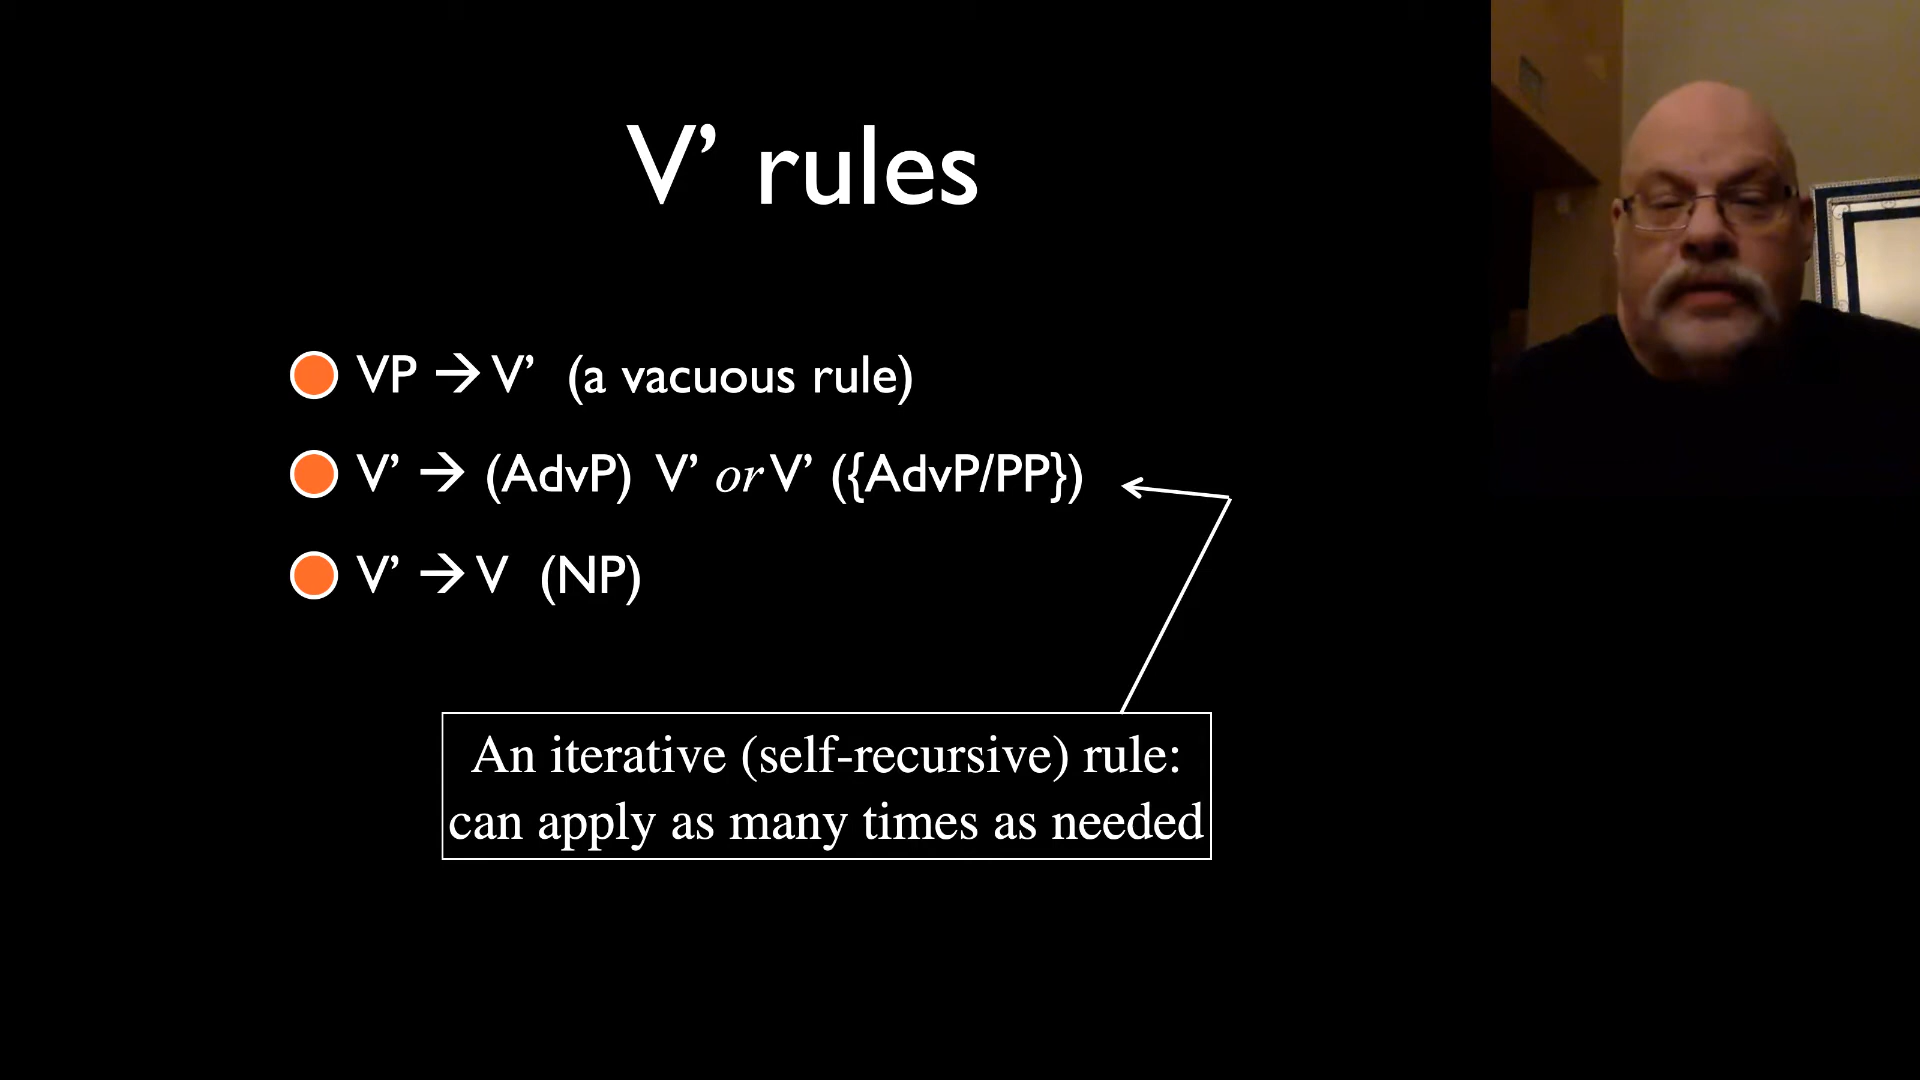 V’ rules
VP → V’ (a vacuous rule)
V’ → (AdvP) V’ or V’ ({AdvP/PP})
V’ → V (NP)
An iterative (self-recursive) rule:
can apply as many times as needed